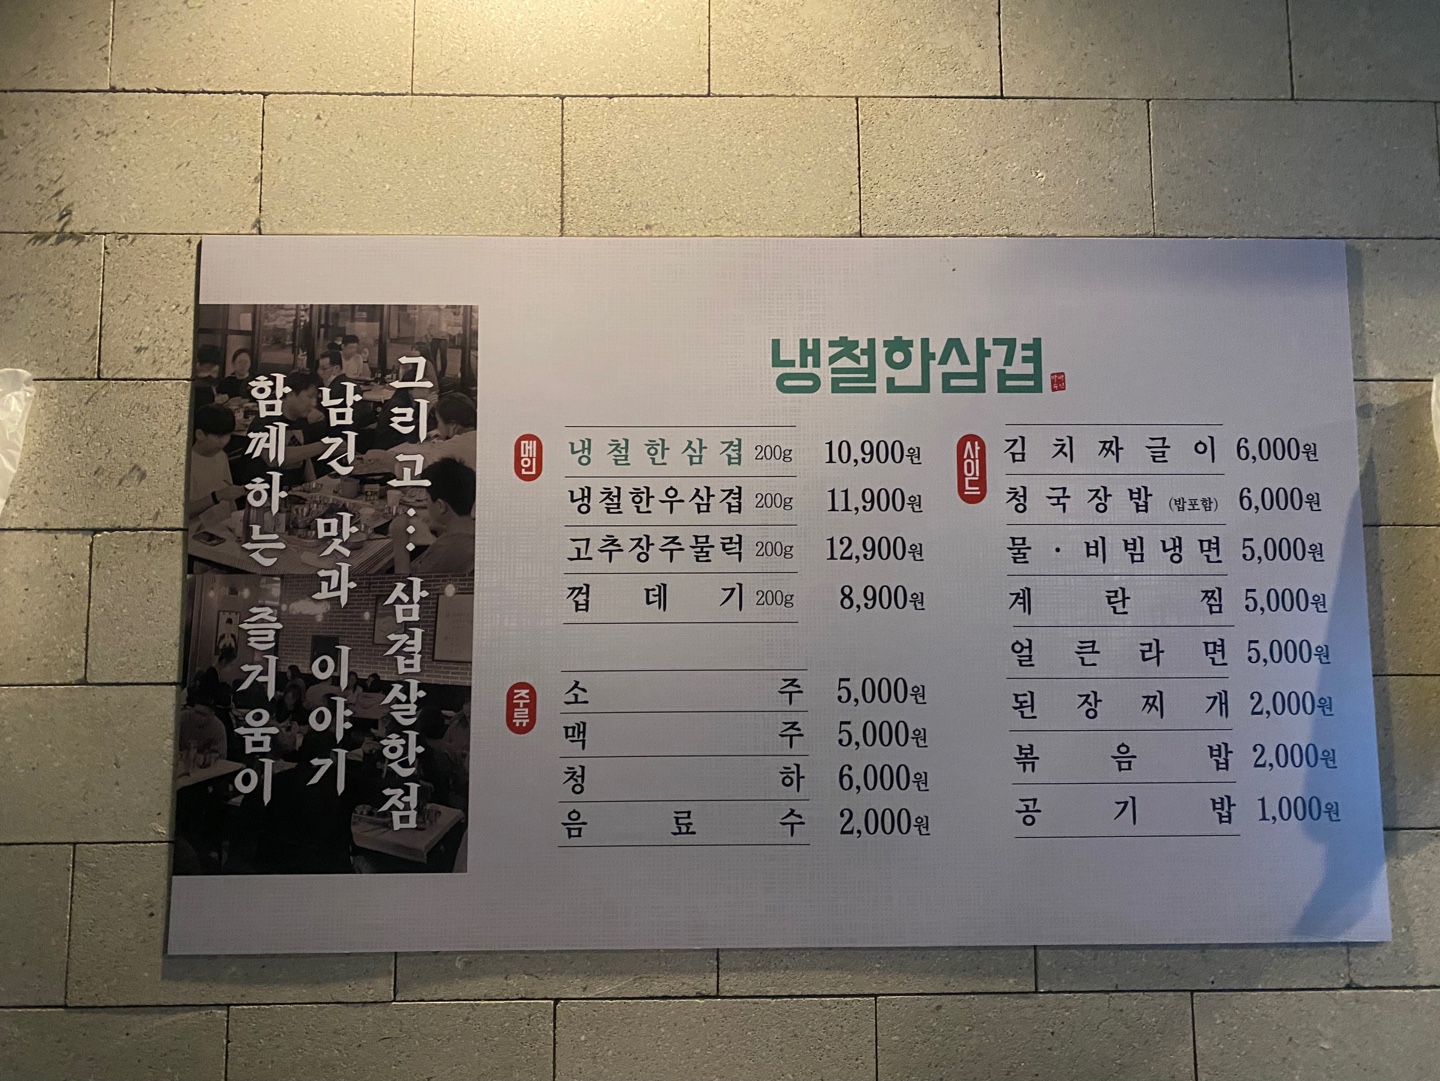 그리고... 삼겹살 한 점
남긴 맛과 이야기
함께하는 즐거움이
냉철한삼겹
메인
냉철한삼겹 200g 10,900원
냉철한우삼겹 200g 11,900원
고추장주물럭 200g 12,900원
껍데기 200g 8,900원
주류
소주 5,000원
맥주 5,000원
청하 6,000원
음료수 2,000원
사이드
김치짜글이 6,000원
청국장밥 (밥포함) 6,000원
물·비빔냉면 5,000원
계란찜 5,000원
얼큰라면 5,000원
된장찌개 2,000원
볶음밥 2,000원
공기밥 1,000원